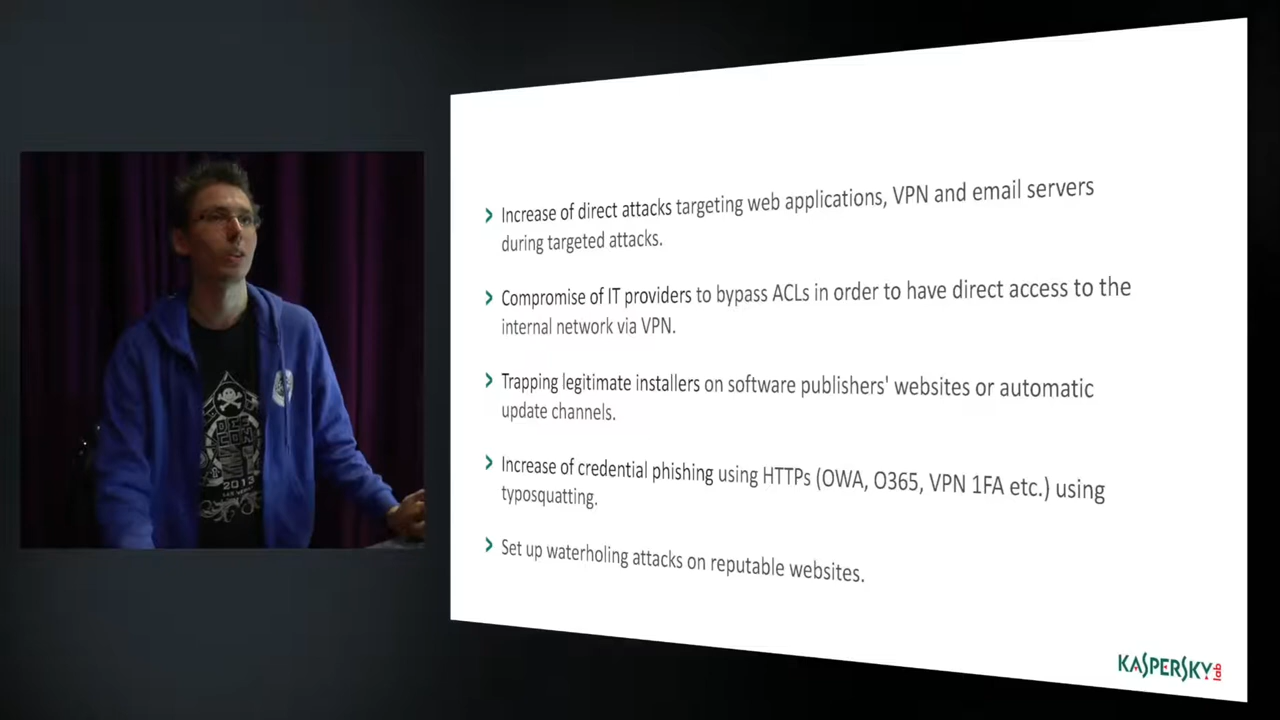 Increase of direct attacks targeting web applications, VPN and email servers
during targeted attacks.
Compromise of IT providers to bypass ACLs in order to have direct access to the
internal network via VPN.
Trapping legitimate installers on software publishers' websites or automatic
update channels.
Increase of credential phishing using HTTPs (OWA, O365, VPN 1FA etc.) using
typosquatting.
Set up waterholing attacks on reputable websites.
KASPERSKY lab
2013